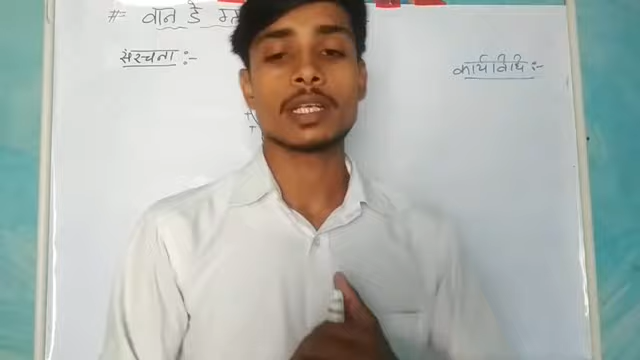 # वान डे
संरचना :-
कार्यविधि :-